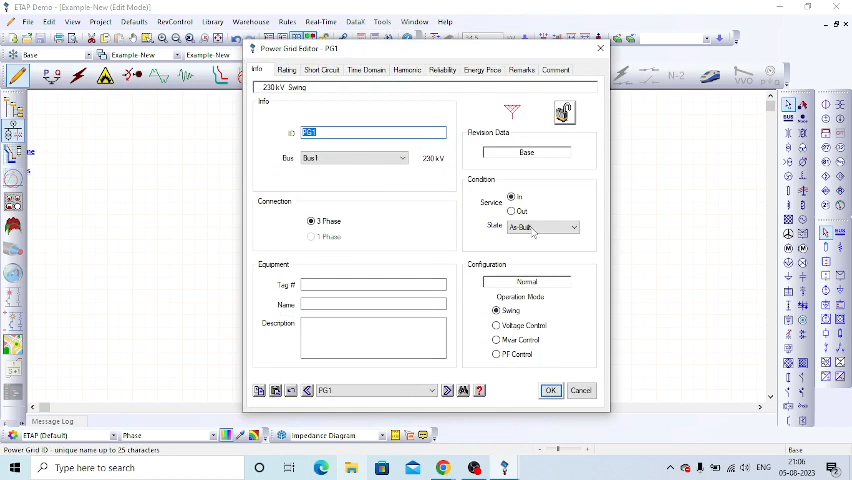 ETAP Demo - [Example-New (Edit Mode)]
File Edit View Project Defaults RevControl Library Warehouse Rules Real-Time DataX Tools Window Help
Base Example-New Example-New
Power Grid Editor - PG1
Info Rating Short Circuit Time Domain Harmonic Reliability Energy Price Remarks Comment
230 kV Swing
Info
ID PG1
Bus Bus1 230 kV
Revision Data
Base
Condition
Service In
Out
State As-Built
Connection
3 Phase
1 Phase
Equipment
Tag #
Name
Description
Configuration
Normal
Operation Mode
Swing
Voltage Control
Mvar Control
PF Control
PG1
OK Cancel
N-2
VVO
BUS
Message Log
ETAP (Default) Phase Impedance Diagram
Power Grid ID - unique name up to 25 characters Base
Type here to search
ENG
21:06
05-08-2023